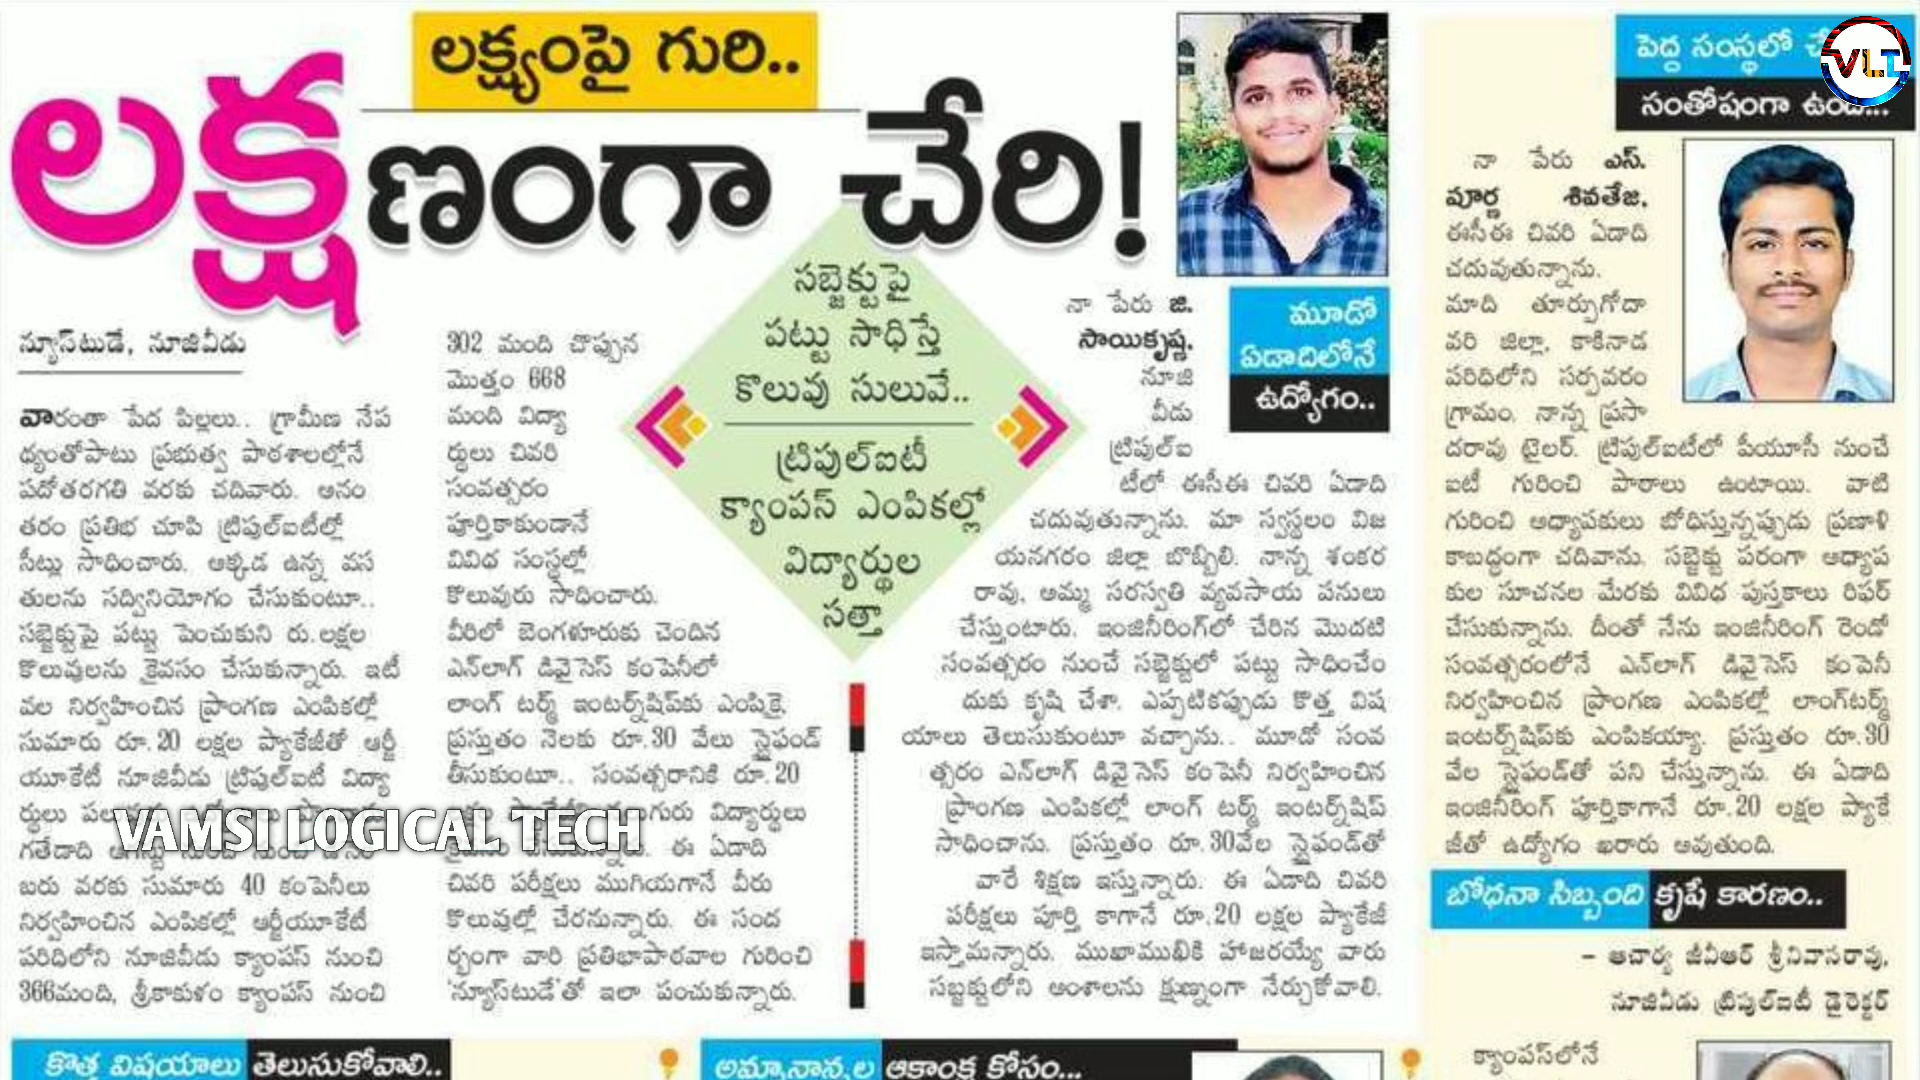 లక్ష్యంపై గురి..
లక్షణంగా చేరి!
సబ్జెక్టుపై
పట్టు సాధిస్తే
కొలువు సులువే..
ట్రిపుల్ఐటీ
క్యాంపస్ ఎంపికల్లో
విద్యార్థుల
సత్తా
న్యూస్‌టుడే, నూజివీడు
వారంతా పేద పిల్లలు.. గ్రామీణ నేప
థ్యంతోపాటు ప్రభుత్వ పాఠశాలల్లోనే
పదోతరగతి వరకు చదివారు. అనం
తరం ప్రతిభ చూపి ట్రిపుల్ఐటీల్లో
సీట్లు సాధించారు. అక్కడ ఉన్న వస
తులను సద్వినియోగం చేసుకుంటూ..
సబ్జెక్టుపై పట్టు పెంచుకుని రు.లక్షల
కొలువులను కైవసం చేసుకున్నారు. ఇటీ
వల నిర్వహించిన ప్రాంగణ ఎంపికల్లో
సుమారు రూ.20 లక్షల ప్యాకేజీతో ఆర్జీ
యూకేటీ నూజివీడు ట్రిపుల్ఐటీ విద్యా
ర్థులు
గతేడాది
బరు వరకు సుమారు 40 కంపెనీలు
నిర్వహించిన ఎంపికల్లో ఆర్జీయూకేటీ
పరిధిలోని నూజివీడు క్యాంపస్ నుంచి
366మంది, శ్రీకాకుళం క్యాంపస్ నుంచి
302 మంది చొప్పున
మొత్తం 668
మంది విద్యా
ర్థులు చివరి
సంవత్సరం
పూర్తికాకుండానే
వివిధ సంస్థల్లో
కొలువురు సాధించారు.
వీరిలో బెంగళూరుకు చెందిన
ఎన్‌లాగ్ డివైసెస్ కంపెనీలో
లాంగ్ టర్మ్ ఇంటర్న్‌షిప్‌కు ఎంపికై,
ప్రస్తుతం నెలకు రూ.30 వేలు స్టైఫండ్
తీసుకుంటూ.. సంవత్సరానికి రూ.20
గురు విద్యార్థులు
ఈ ఏడాది
చివరి పరీక్షలు ముగియగానే వీరు
కొలువుల్లో చేరనున్నారు. ఈ సంద
ర్భంగా వారి ప్రతిభాపాఠవాల గురించి
'న్యూస్‌టుడే'తో ఇలా పంచుకున్నారు.
VAMSI LOGICAL TECH
మూడో
ఏడాదిలోనే
ఉద్యోగం..
నా పేరు జి.
సాయికృష్ణ,
నూజి
వీడు
ట్రిపుల్ఐ
టీలో ఈసీఈ చివరి ఏడాది
చదువుతున్నాను. మా స్వస్థలం విజ
యనగరం జిల్లా బొబ్బిలి. నాన్న శంకర
రావు, అమ్మ సరస్వతి వ్యవసాయ పనులు
చేస్తుంటారు. ఇంజినీరింగ్‌లో చేరిన మొదటి
సంవత్సరం నుంచే సబ్జెక్టులో పట్టు సాధించేం
దుకు కృషి చేశా. ఎప్పటికప్పుడు కొత్త విష
యాలు తెలుసుకుంటూ వచ్చాను.. మూడో సంవ
త్సరం ఎన్‌లాగ్ డివైసెస్ కంపెనీ నిర్వహించిన
ప్రాంగణ ఎంపికల్లో లాంగ్ టర్మ్ ఇంటర్న్‌షిప్
సాధించాను. ప్రస్తుతం రూ.30వేల స్టైఫండ్‌తో
వారే శిక్షణ ఇస్తున్నారు. ఈ ఏడాది చివరి
పరీక్షలు పూర్తి కాగానే రూ.20 లక్షల ప్యాకేజీ
ఇస్తామన్నారు. ముఖాముఖికి హాజరయ్యే వారు
సబ్జక్టులోని అంశాలను క్షుణ్నంగా నేర్చుకోవాలి.
పెద్ద సంస్థలో
సంతోషంగా
VLT
నా పేరు ఎస్.
పూర్ణ శివతేజ,
ఈసీఈ చివరి ఏడాది
చదువుతున్నాను.
మాది తూర్పుగోదా
వరి జిల్లా, కాకినాడ
పరిధిలోని సర్పవరం
గ్రామం. నాన్న ప్రసా
దరావు టైలర్. ట్రిపుల్ఐటీలో పీయూసీ నుంచే
ఐటీ గురించి పాఠాలు ఉంటాయి. వాటి
గురించి అధ్యాపకులు బోధిస్తున్నప్పుడు ప్రణాళి
కాబద్ధంగా చదివాను. సబ్జెక్టు పరంగా అధ్యాప
కుల సూచనల మేరకు వివిధ పుస్తకాలు రిఫర్
చేసుకున్నాను. దీంతో నేను ఇంజినీరింగ్ రెండో
సంవత్సరంలోనే ఎన్‌లాగ్ డివైసెస్ కంపెనీ
నిర్వహించిన ప్రాంగణ ఎంపికల్లో లాంగ్‌టర్మ్
ఇంటర్న్‌షిప్‌కు ఎంపికయ్యా. ప్రస్తుతం రూ.30
వేల స్టైఫండ్‌తో పని చేస్తున్నాను. ఈ ఏడాది
ఇంజినీరింగ్ పూర్తికాగానే రూ.20 లక్షల ప్యాకే
జీతో ఉద్యోగం ఖరారు అవుతుంది.
బోధనా సిబ్బంది కృషే కారణం..
– ఆచార్య జీవీఆర్ శ్రీనివాసరావు,
నూజివీడు ట్రిపుల్ఐటీ డైరెక్టర్
క్యాంపస్‌లోనే
కొత్త విషయాలు తెలుసుకోవాలి..
అమ్మానాన్నల ఆకాంక్ష కోసం...